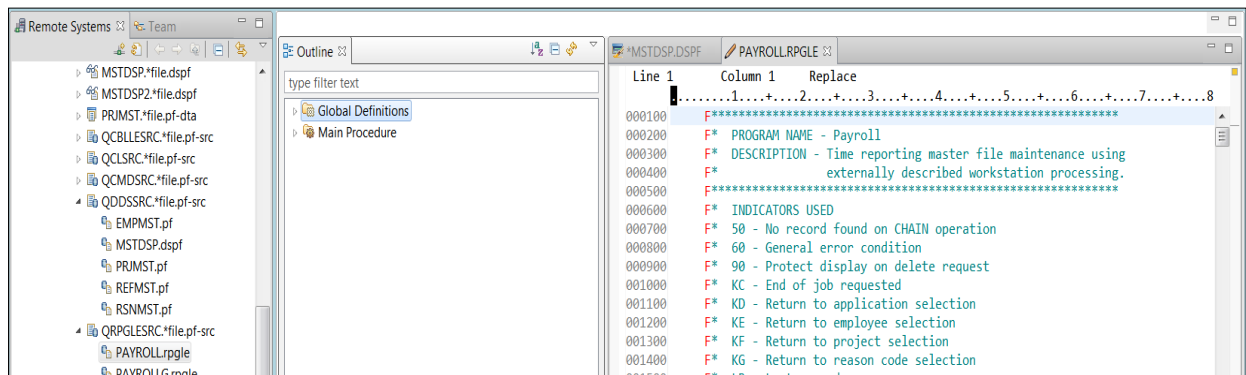 Remote Systems
Team
MSTDSP.*file.dspf
MSTDSP2.*file.dspf
PRJMST.*file.pf-dta
QCBLLESRC.*file.pf-src
QCLSRC.*file.pf-src
QCMDSRC.*file.pf-src
QDDSSRC.*file.pf-src
EMPMST.pf
MSTDSP.dspf
PRJMST.pf
REFMST.pf
RSNMST.pf
QRPGLESRC.*file.pf-src
PAYROLL.rpgle
PAYROLLG.rpgle
Outline
type filter text
Global Definitions
Main Procedure
*MSTDSP.DSPF
PAYROLL.RPGLE
Line 1 Column 1 Replace
.........1....+....2....+....3....+....4....+....5....+....6....+....7....+....8
000100 F************************************************************
000200 F* PROGRAM NAME - Payroll
000300 F* DESCRIPTION - Time reporting master file maintenance using
000400 F* externally described workstation processing.
000500 F************************************************************
000600 F* INDICATORS USED
000700 F* 50 - No record found on CHAIN operation
000800 F* 60 - General error condition
000900 F* 90 - Protect display on delete request
001000 F* KC - End of job requested
001100 F* KD - Return to application selection
001200 F* KE - Return to employee selection
001300 F* KF - Return to project selection
001400 F* KG - Return to reason code selection